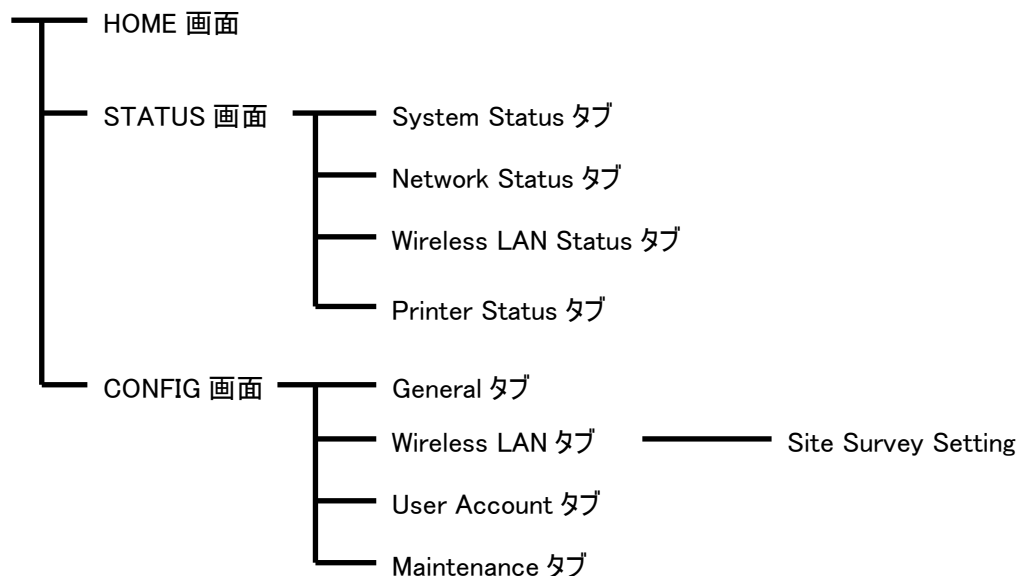 HOME 画面
STATUS 画面
System Status タブ
Network Status タブ
Wireless LAN Status タブ
Printer Status タブ
CONFIG 画面
General タブ
Wireless LAN タブ
Site Survey Setting
User Account タブ
Maintenance タブ